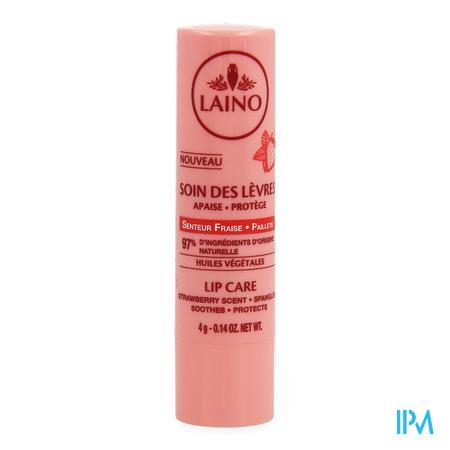 LAINO
NOUVEAU
SOIN DES LÈVRES
APAISE • PROTÈGE
SENTEUR FRAISE • PAILLETÉ
97% D'INGRÉDIENTS D'ORIGINE
NATURELLE
HUILES VÉGÉTALES
LIP CARE
STRAWBERRY SCENT • SPANGLE
SOOTHES • PROTECTS
4 g - 0.14 OZ. NET WT.
IPM